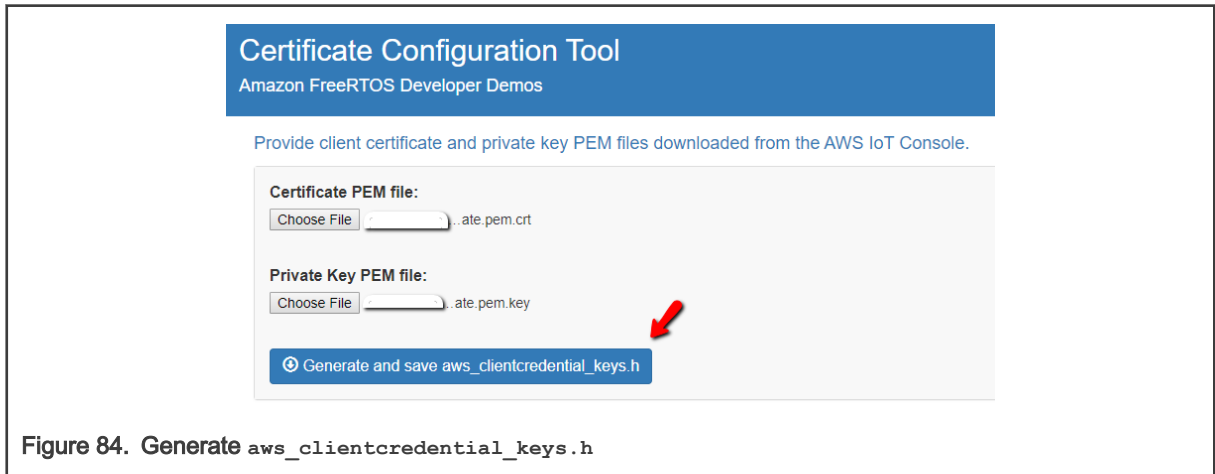 Certificate Configuration Tool
Amazon FreeRTOS Developer Demos
Provide client certificate and private key PEM files downloaded from the AWS IoT Console.
Certificate PEM file:
Choose File ...ate.pem.crt
Private Key PEM file:
Choose File ...ate.pem.key
Generate and save aws_clientcredential_keys.h
Figure 84. Generate aws_clientcredential_keys.h